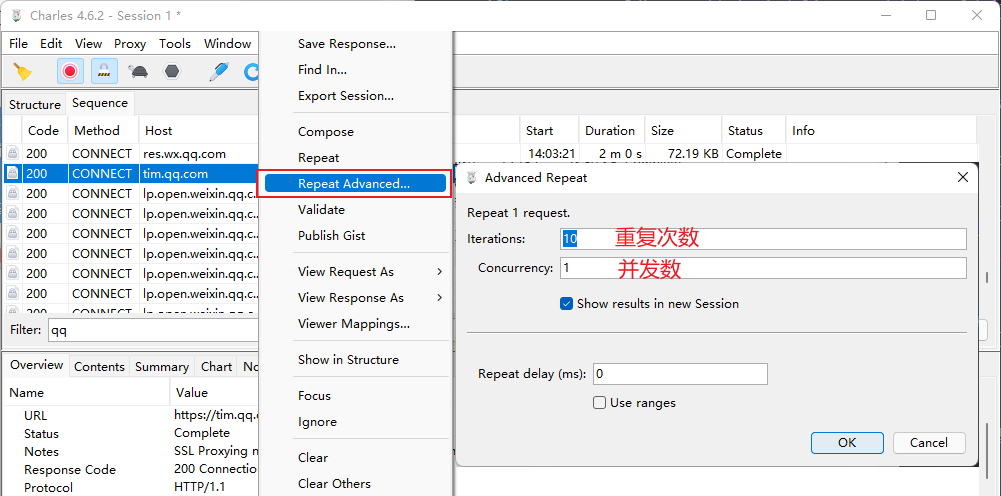 Charles 4.6.2 - Session 1 *
File Edit View Proxy Tools Window
Structure Sequence
Code Method Host Start Duration Size Status Info
200 CONNECT res.wx.qq.com 14:03:21 2 m 0 s 72.19 KB Complete
200 CONNECT tim.qq.com
200 CONNECT lp.open.weixin.qq.c...
200 CONNECT lp.open.weixin.qq.c...
200 CONNECT lp.open.weixin.qq.c...
200 CONNECT lp.open.weixin.qq.c...
200 CONNECT lp.open.weixin.qq.c...
200 CONNECT lp.open.weixin.qq.c...
200 CONNECT lp.open.weixin.qq.c...
Filter: qq
Overview Contents Summary Chart
Name Value
URL https://tim.qq.
Status Complete
Notes SSL Proxying
Response Code 200 Connectio
Protocol HTTP/1.1
Save Response...
Find In...
Export Session...
Compose
Repeat
Repeat Advanced...
Validate
Publish Gist
View Request As
View Response As
Viewer Mappings...
Show in Structure
Focus
Ignore
Clear
Clear Others
Advanced Repeat
Repeat 1 request.
Iterations: 10 重复次数
Concurrency: 1 并发数
Show results in new Session
Repeat delay (ms): 0
Use ranges
OK Cancel